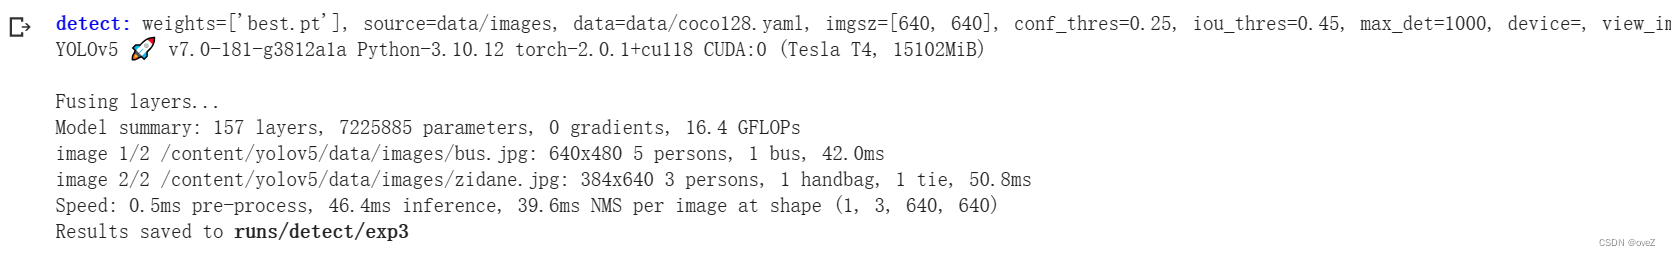 detect: weights=['best.pt'], source=data/images, data=data/coco128.yaml, imgsz=[640, 640], conf_thres=0.25, iou_thres=0.45, max_det=1000, device=, view_im
YOLOv5 🚀 v7.0-181-g3812a1a Python-3.10.12 torch-2.0.1+cu118 CUDA:0 (Tesla T4, 15102MiB)
Fusing layers...
Model summary: 157 layers, 7225885 parameters, 0 gradients, 16.4 GFLOPs
image 1/2 /content/yolov5/data/images/bus.jpg: 640x480 5 persons, 1 bus, 42.0ms
image 2/2 /content/yolov5/data/images/zidane.jpg: 384x640 3 persons, 1 handbag, 1 tie, 50.8ms
Speed: 0.5ms pre-process, 46.4ms inference, 39.6ms NMS per image at shape (1, 3, 640, 640)
Results saved to runs/detect/exp3
CSDN @oveZ